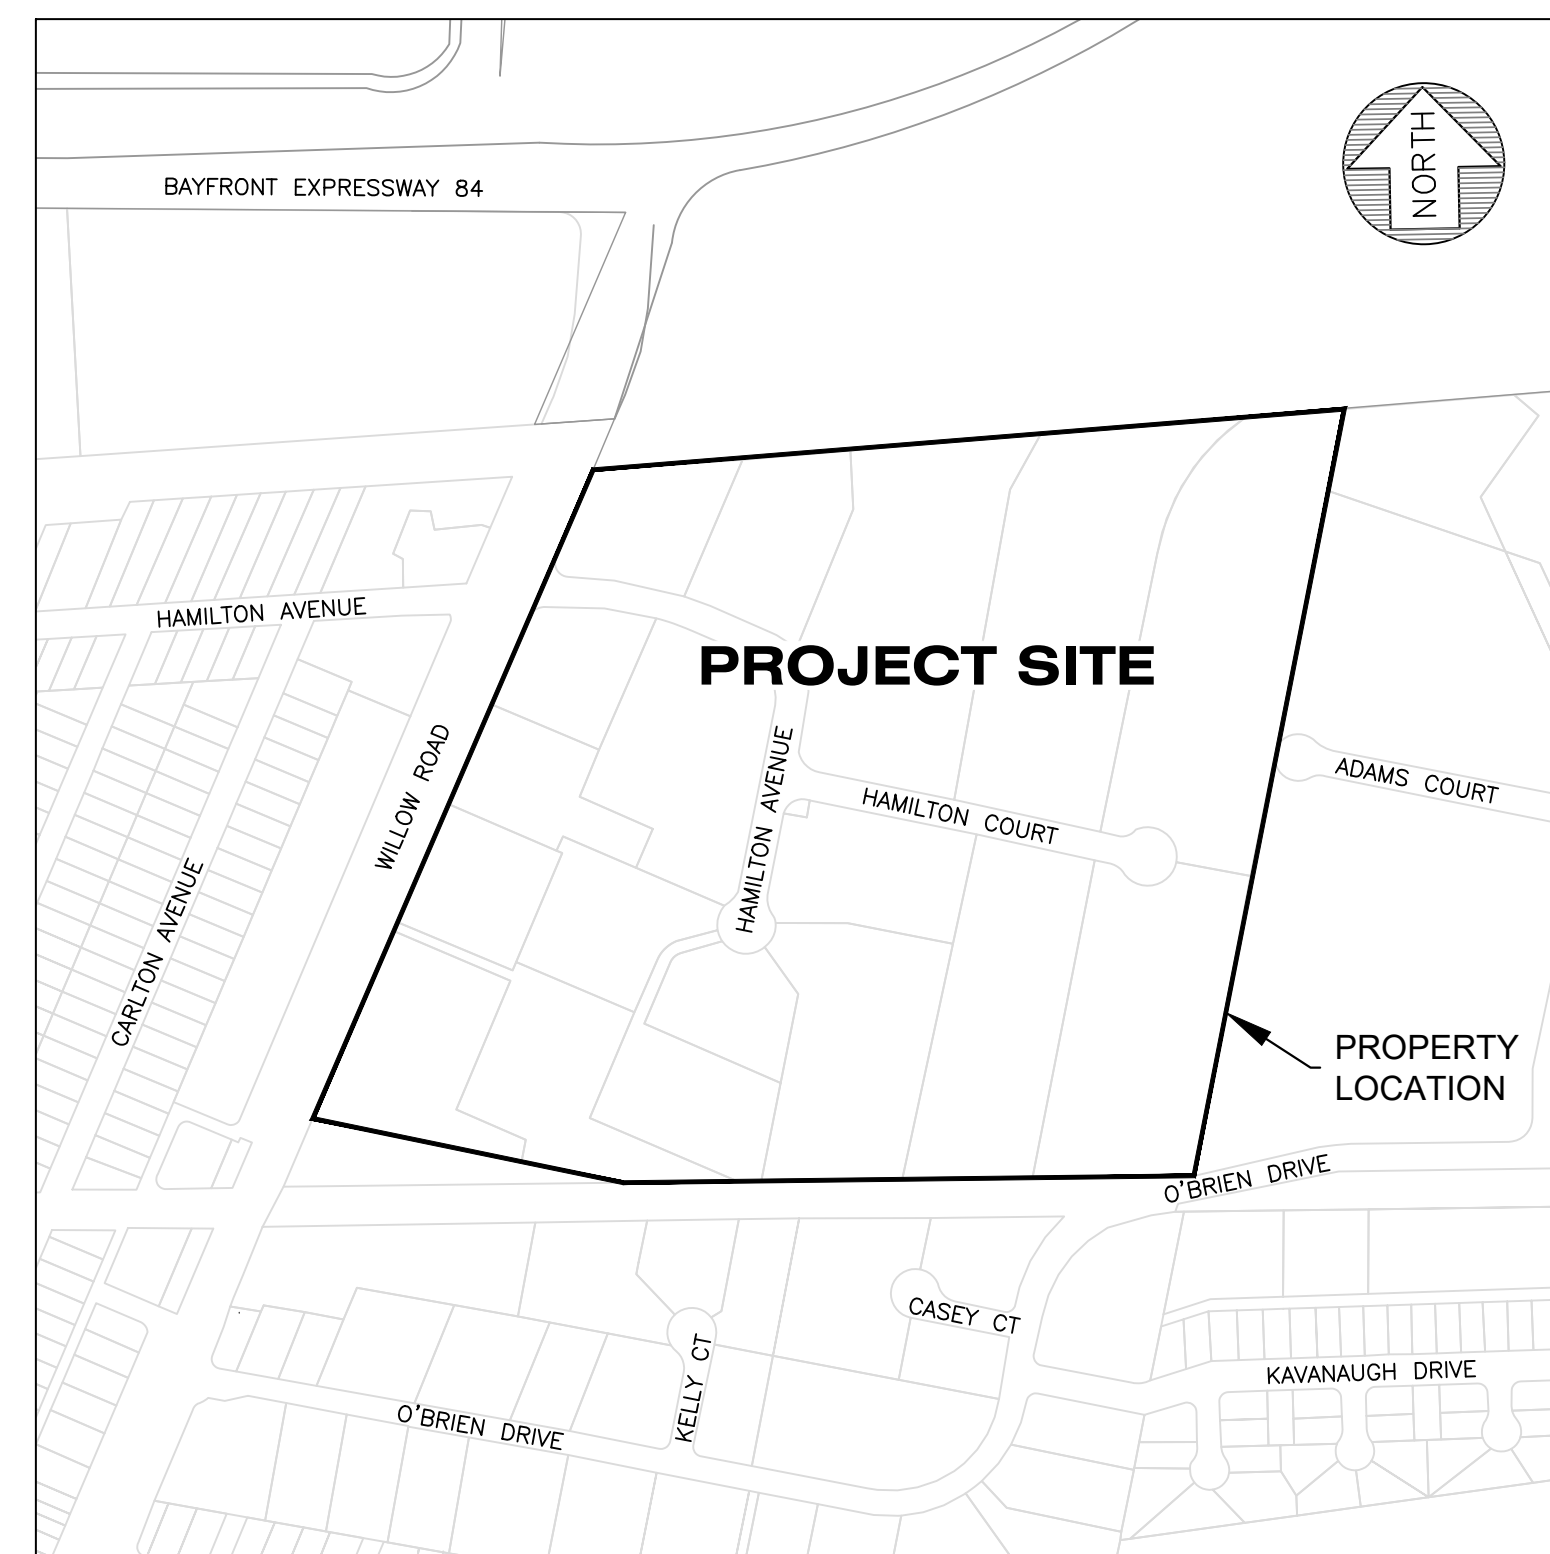 BAYFRONT EXPRESSWAY 84
NORTH
HAMILTON AVENUE
PROJECT SITE
WILLOW ROAD
HAMILTON AVENUE
HAMILTON COURT
ADAMS COURT
CARLTON AVENUE
PROPERTY
LOCATION
O'BRIEN DRIVE
CASEY CT
KELLY CT
KAVANAUGH DRIVE
O'BRIEN DRIVE